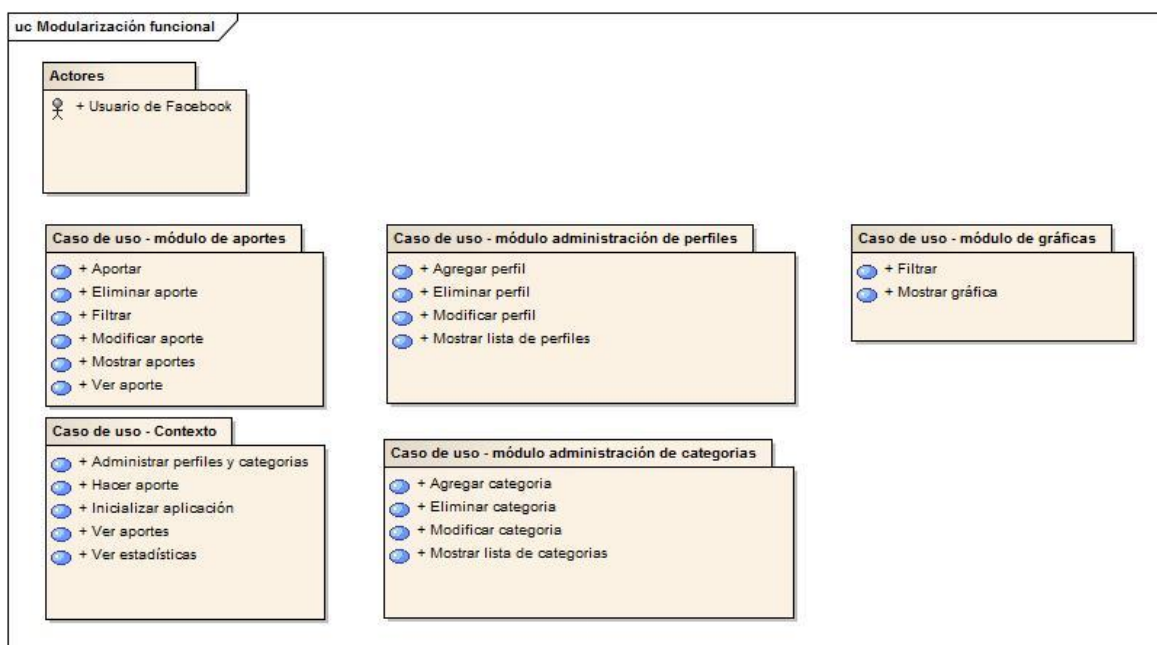 uc Modularización funcional
Actores
+ Usuario de Facebook
Caso de uso - módulo de aportes
+ Aportar
+ Eliminar aporte
+ Filtrar
+ Modificar aporte
+ Mostrar aportes
+ Ver aporte
Caso de uso - módulo administración de perfiles
+ Agregar perfil
+ Eliminar perfil
+ Modificar perfil
+ Mostrar lista de perfiles
Caso de uso - módulo de gráficas
+ Filtrar
+ Mostrar gráfica
Caso de uso - Contexto
+ Administrar perfiles y categorias
+ Hacer aporte
+ Inicializar aplicación
+ Ver aportes
+ Ver estadísticas
Caso de uso - módulo administración de categorias
+ Agregar categoria
+ Eliminar categoria
+ Modificar categoria
+ Mostrar lista de categorias